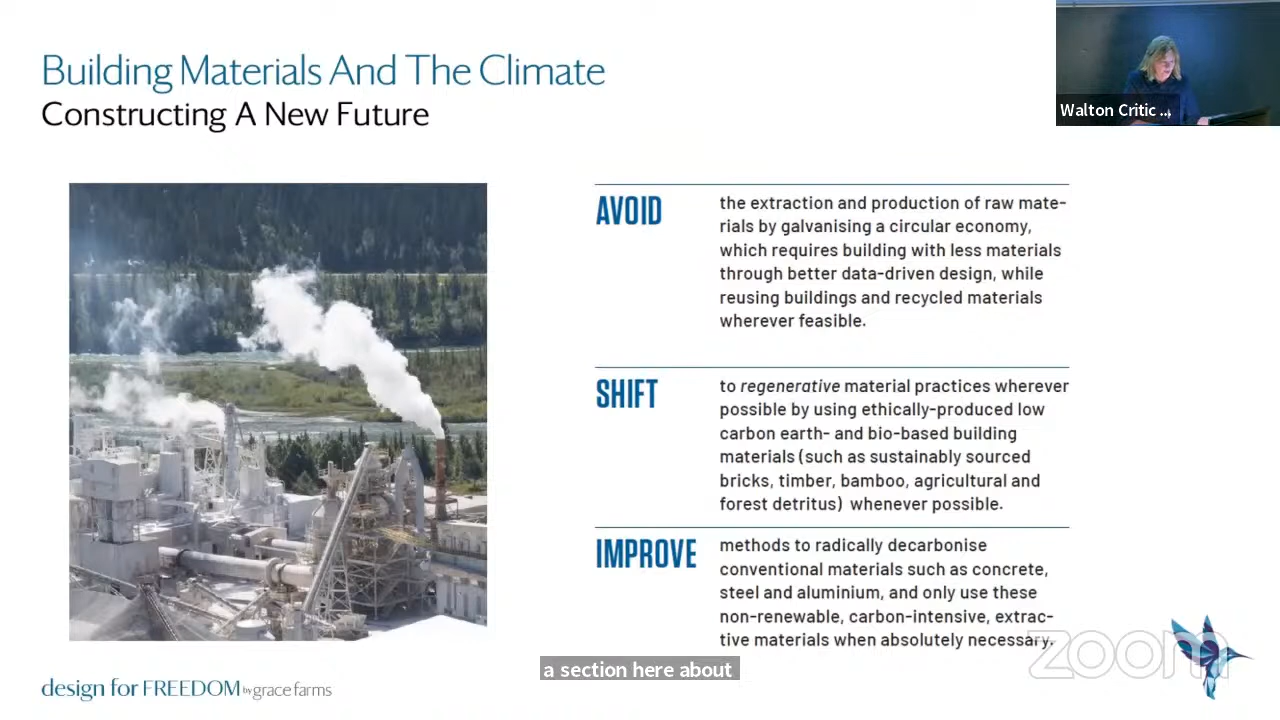 Building Materials And The Climate
Constructing A New Future
Walton Critic ...
AVOID
the extraction and production of raw mate-
rials by galvanising a circular economy,
which requires building with less materials
through better data-driven design, while
reusing buildings and recycled materials
wherever feasible.
SHIFT
to regenerative material practices wherever
possible by using ethically-produced low
carbon earth- and bio-based building
materials (such as sustainably sourced
bricks, timber, bamboo, agricultural and
forest detritus) whenever possible.
IMPROVE
methods to radically decarbonise
conventional materials such as concrete,
steel and aluminium, and only use these
non-renewable, carbon-intensive, extrac-
tive materials when absolutely necessary.
zoom
a section here about
design for FREEDOM by grace farms